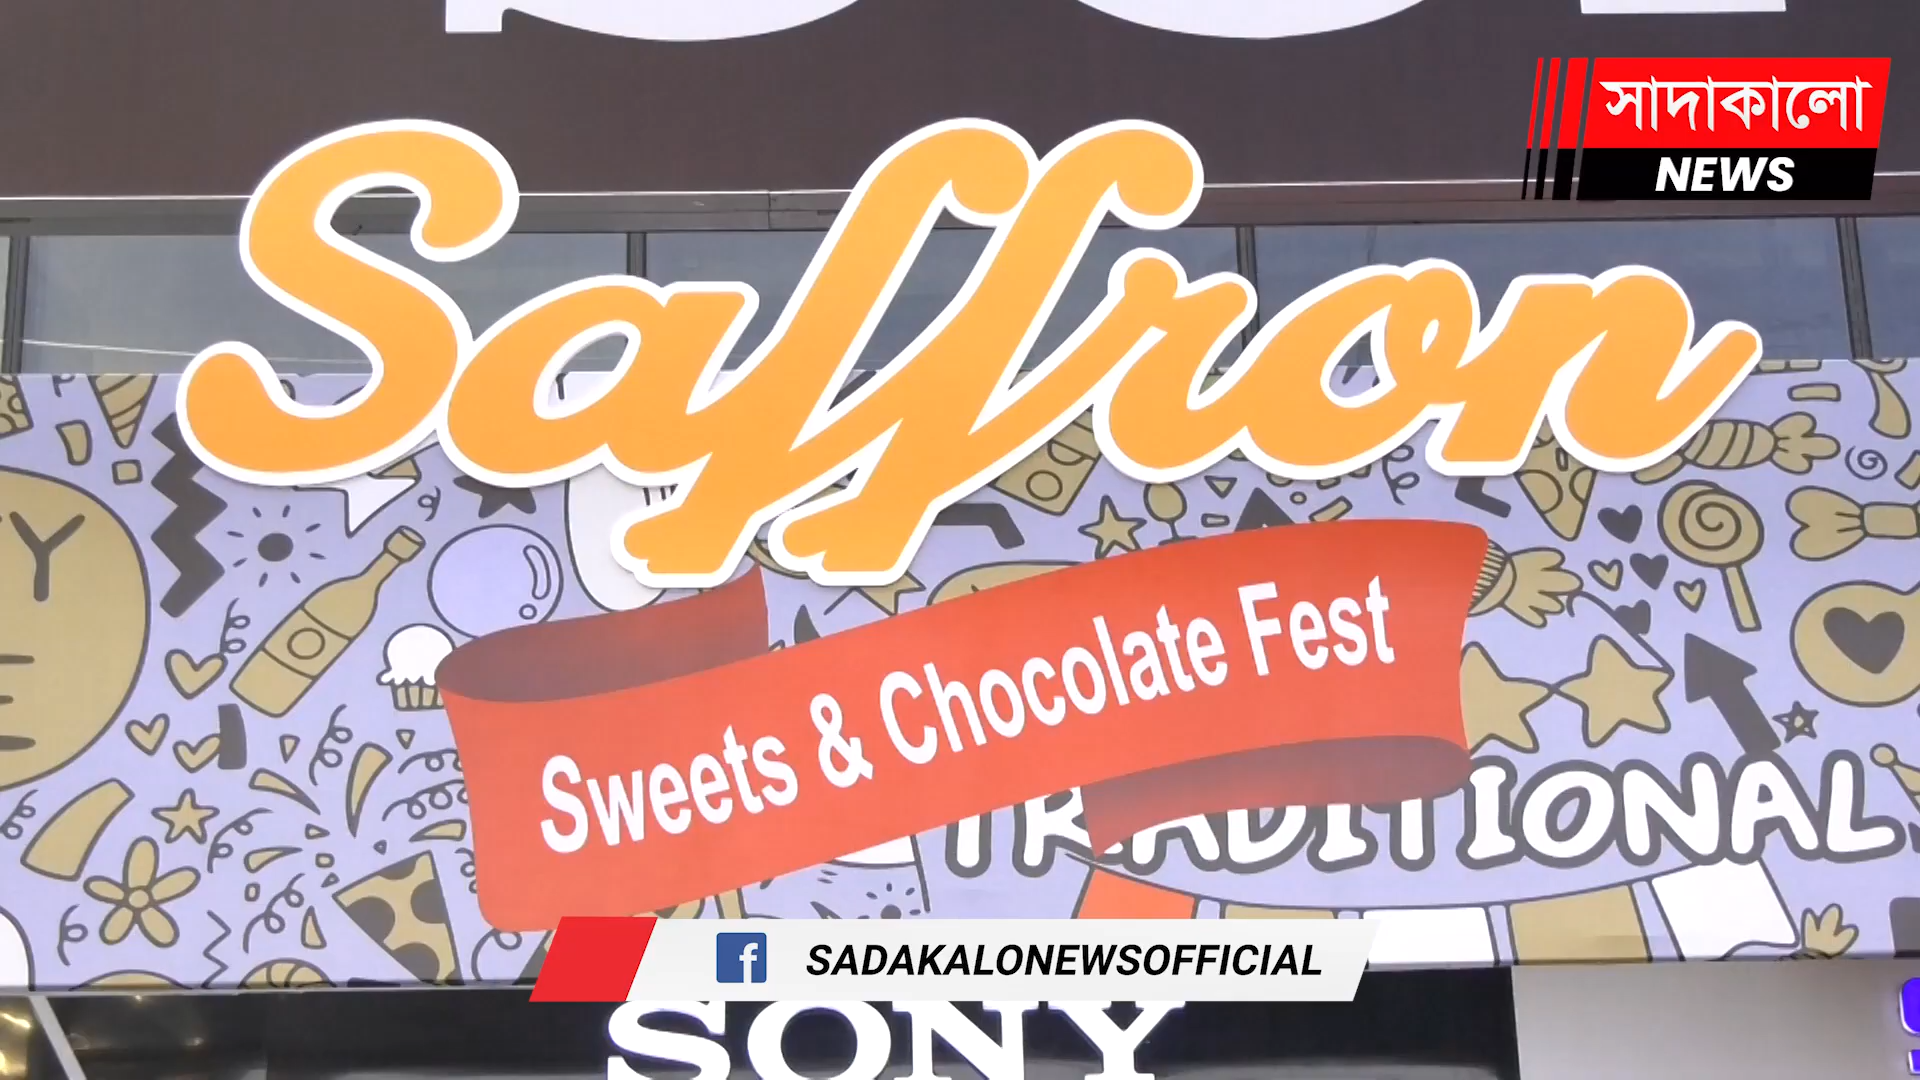 সাদাকালো
NEWS
Saffron
Sweets & Chocolate Fest
TRADITIONAL
SADAKALONEWSOFFICIAL
SONY